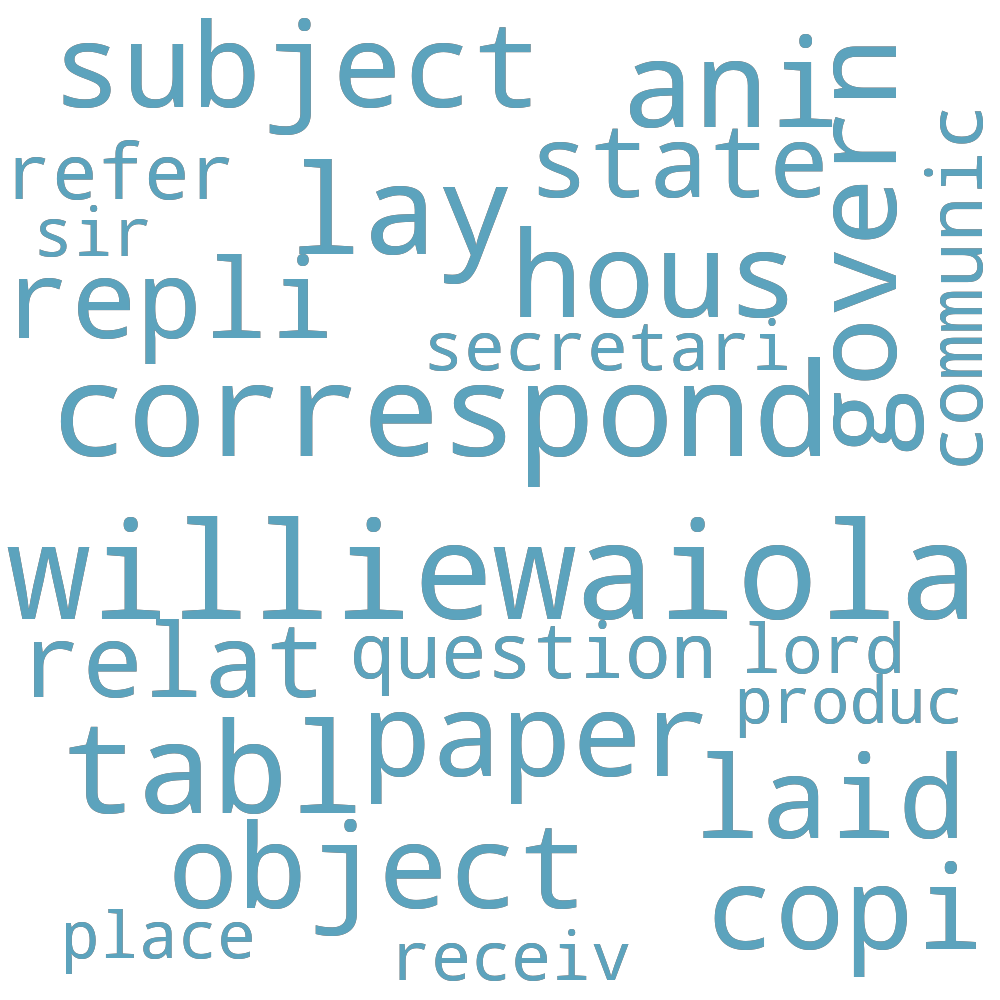 subject
ani
govern
communic
refer
state
lay
sir
hous
repli
secretari
correspond
williewaiola
relat
question
lord
produc
paper
tabl
laid
object
copi
place
receiv